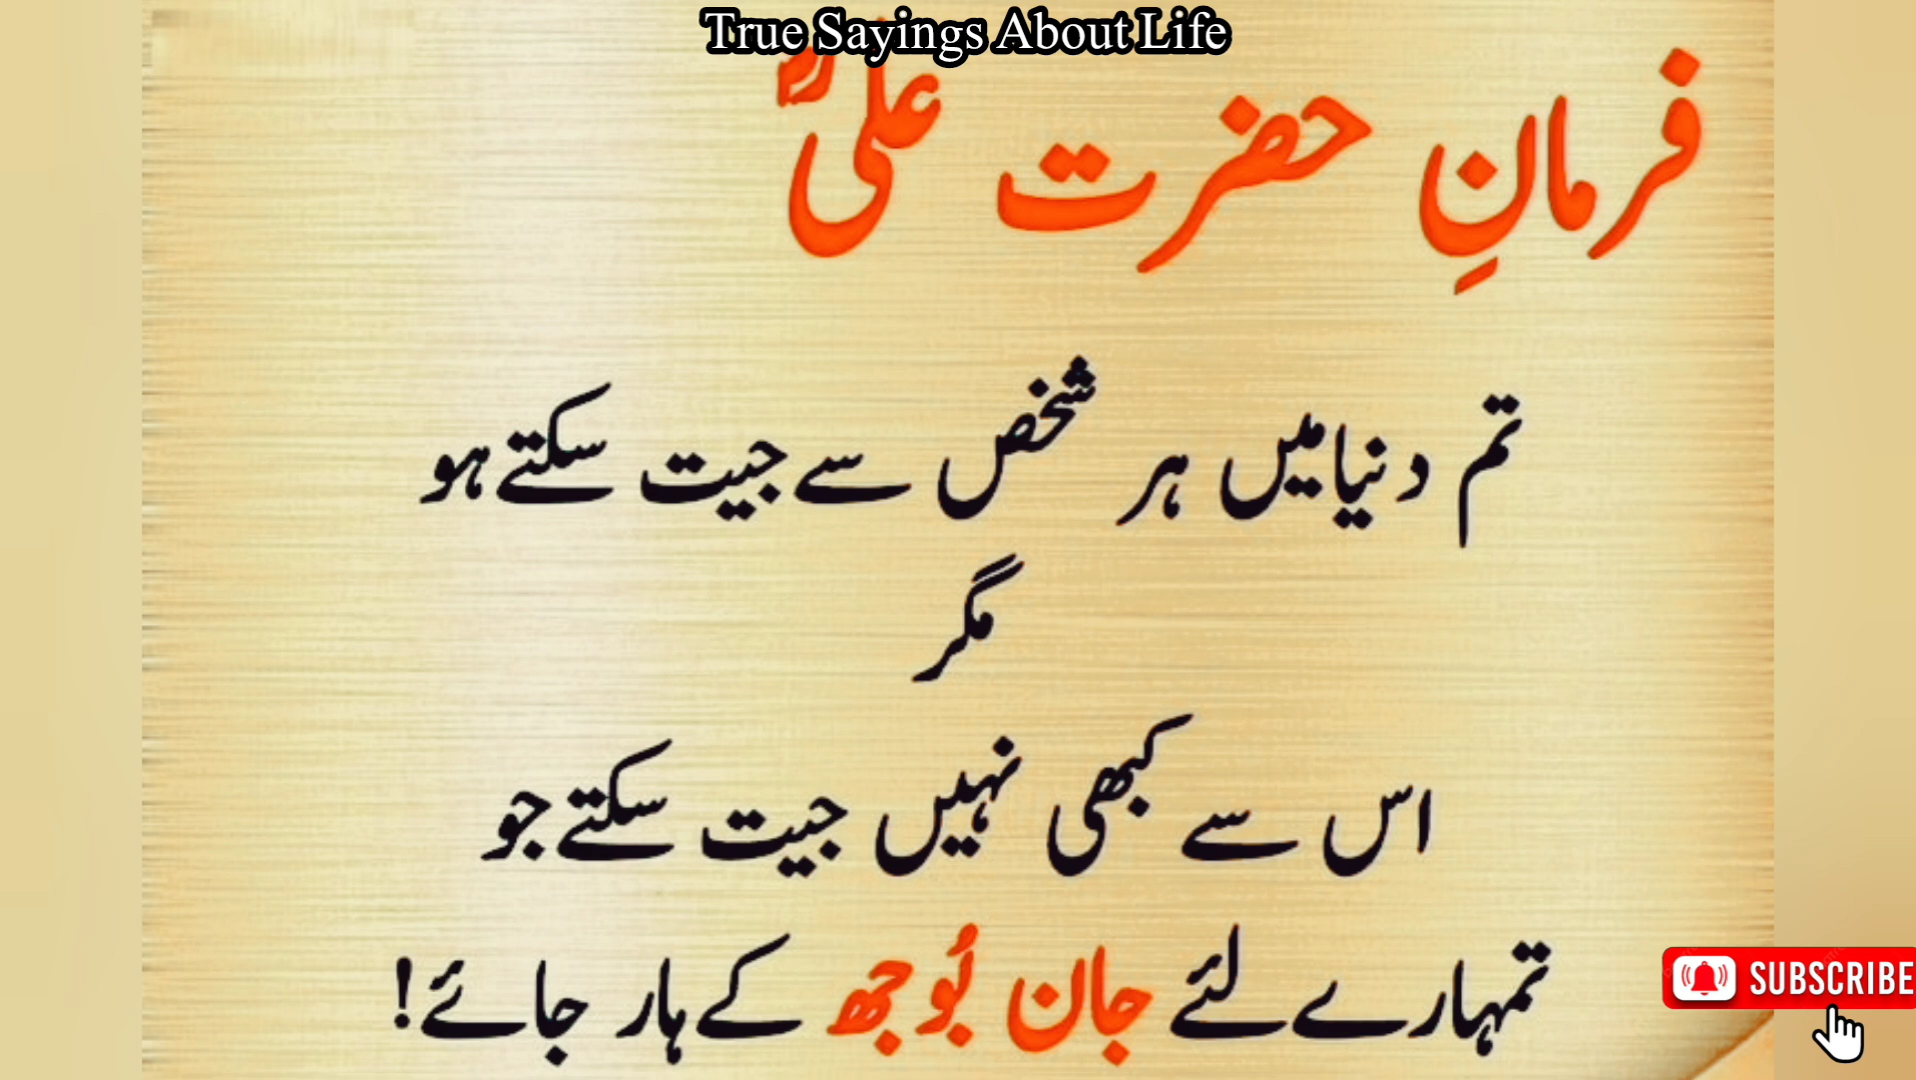 True Sayings About Life
فرمانِ حضرت علیؓ
تم دنیا میں ہر شخص سے جیت سکتے ہو
مگر
اس سے کبھی نہیں جیت سکتے جو
تمہارے لئے جان بُوجھ کے ہار جائے!
SUBSCRIBE